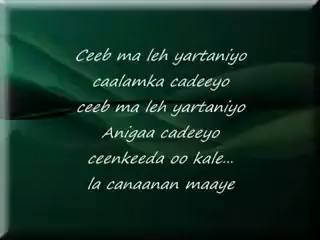 Ceeb ma leh yartaniyo
caalamka cadeeyo
ceeb ma leh yartaniyo
Anigaa cadeeyo
ceenkeeda oo kale...
la canaanan maaye